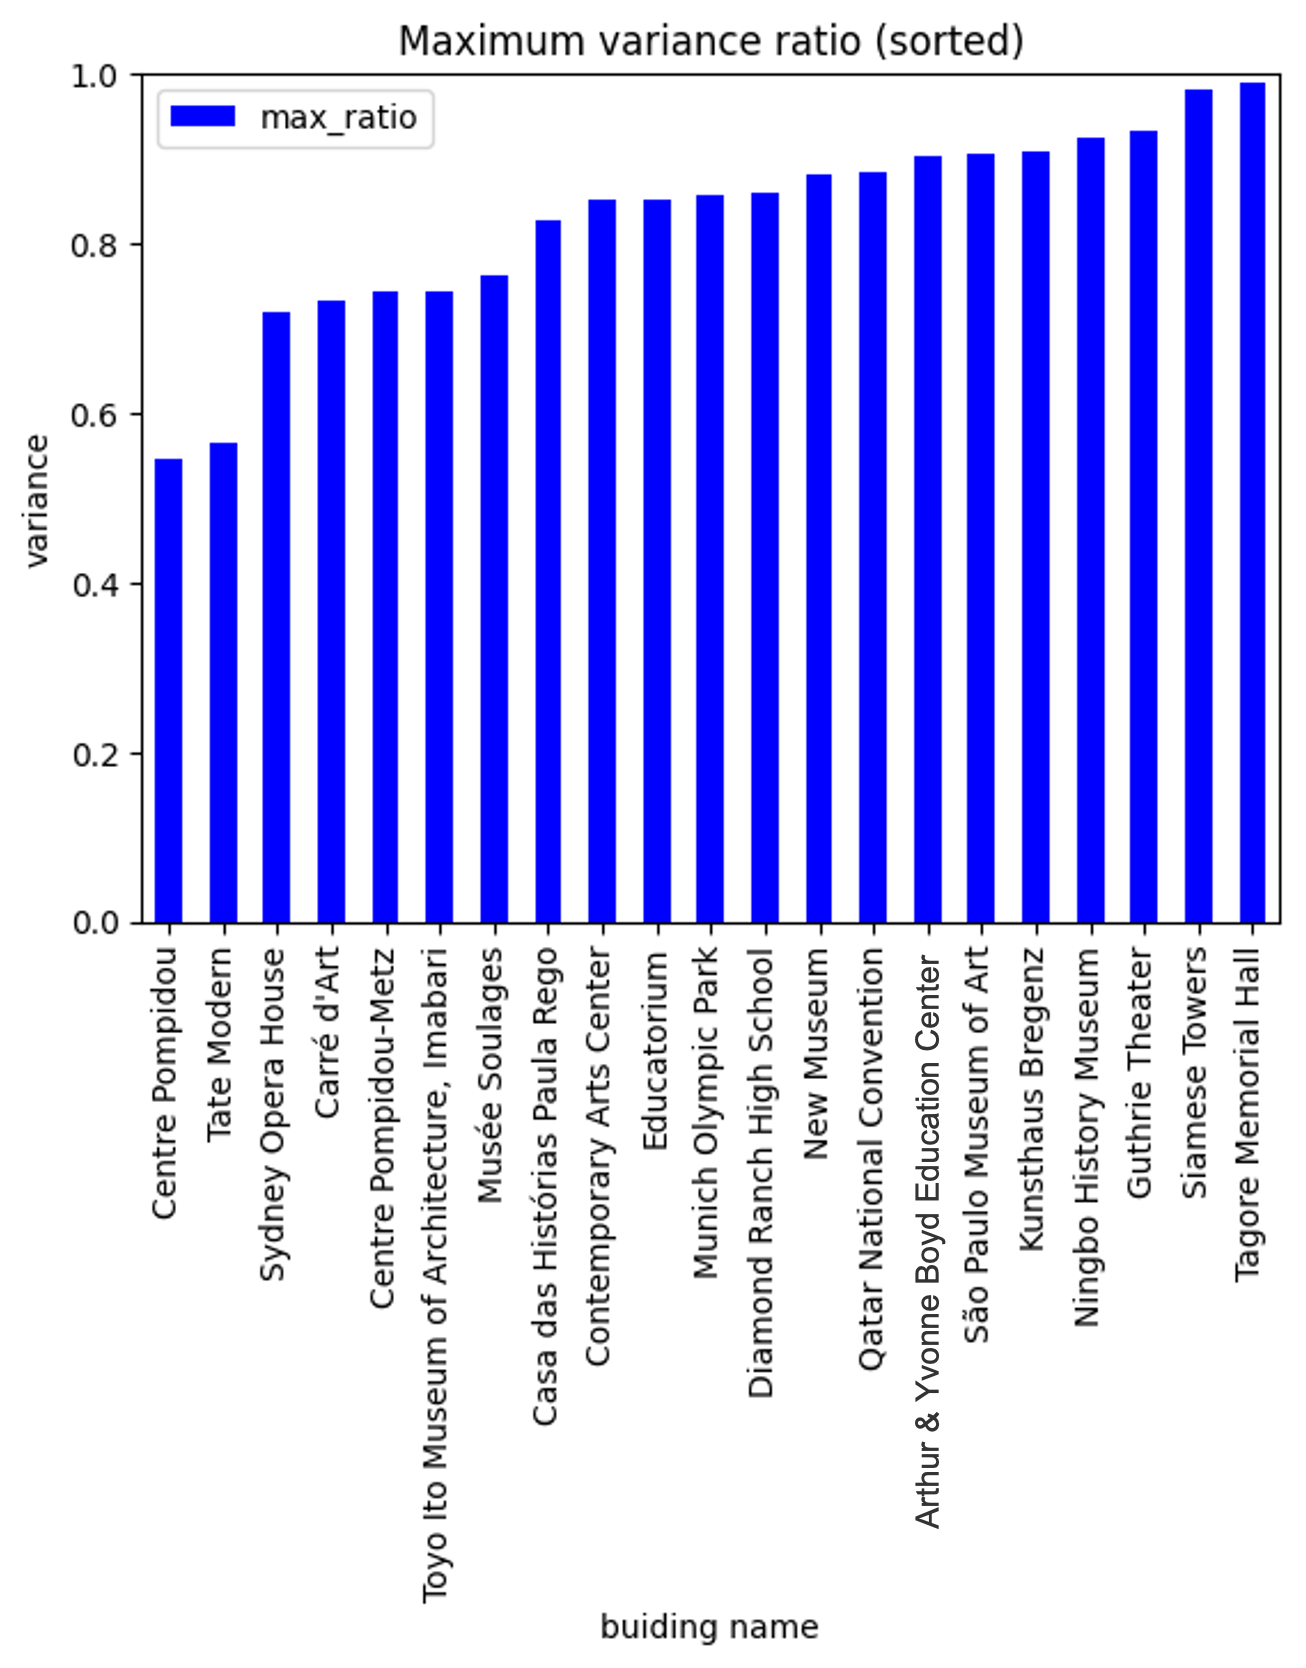 Maximum variance ratio (sorted)
max_ratio
1.0
0.8
0.6
0.4
0.2
0.0
variance
Centre Pompidou
Tate Modern
Sydney Opera House
Carré d'Art
Centre Pompidou-Metz
Toyo Ito Museum of Architecture, Imabari
Musée Soulages
Casa das Histórias Paula Rego
Contemporary Arts Center
Educatorium
Munich Olympic Park
Diamond Ranch High School
New Museum
Qatar National Convention
Arthur & Yvonne Boyd Education Center
São Paulo Museum of Art
Kunsthaus Bregenz
Ningbo History Museum
Guthrie Theater
Siamese Towers
Tagore Memorial Hall
buiding name